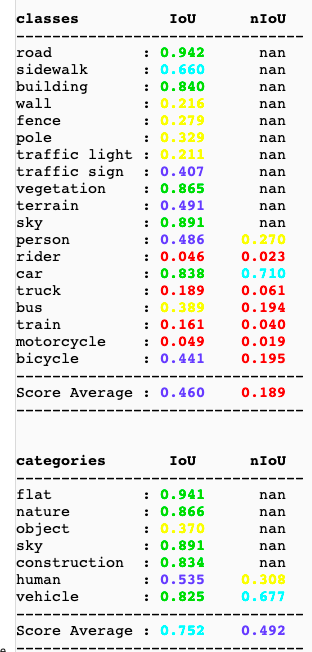 classes IoU nIoU
--------------------------------
road : 0.942 nan
sidewalk : 0.660 nan
building : 0.840 nan
wall : 0.216 nan
fence : 0.279 nan
pole : 0.329 nan
traffic light : 0.211 nan
traffic sign : 0.407 nan
vegetation : 0.865 nan
terrain : 0.491 nan
sky : 0.891 nan
person : 0.486 0.270
rider : 0.046 0.023
car : 0.838 0.710
truck : 0.189 0.061
bus : 0.389 0.194
train : 0.161 0.040
motorcycle : 0.049 0.019
bicycle : 0.441 0.195
--------------------------------
Score Average : 0.460 0.189
--------------------------------
categories IoU nIoU
--------------------------------
flat : 0.941 nan
nature : 0.866 nan
object : 0.370 nan
sky : 0.891 nan
construction : 0.834 nan
human : 0.535 0.308
vehicle : 0.825 0.677
--------------------------------
Score Average : 0.752 0.492
--------------------------------